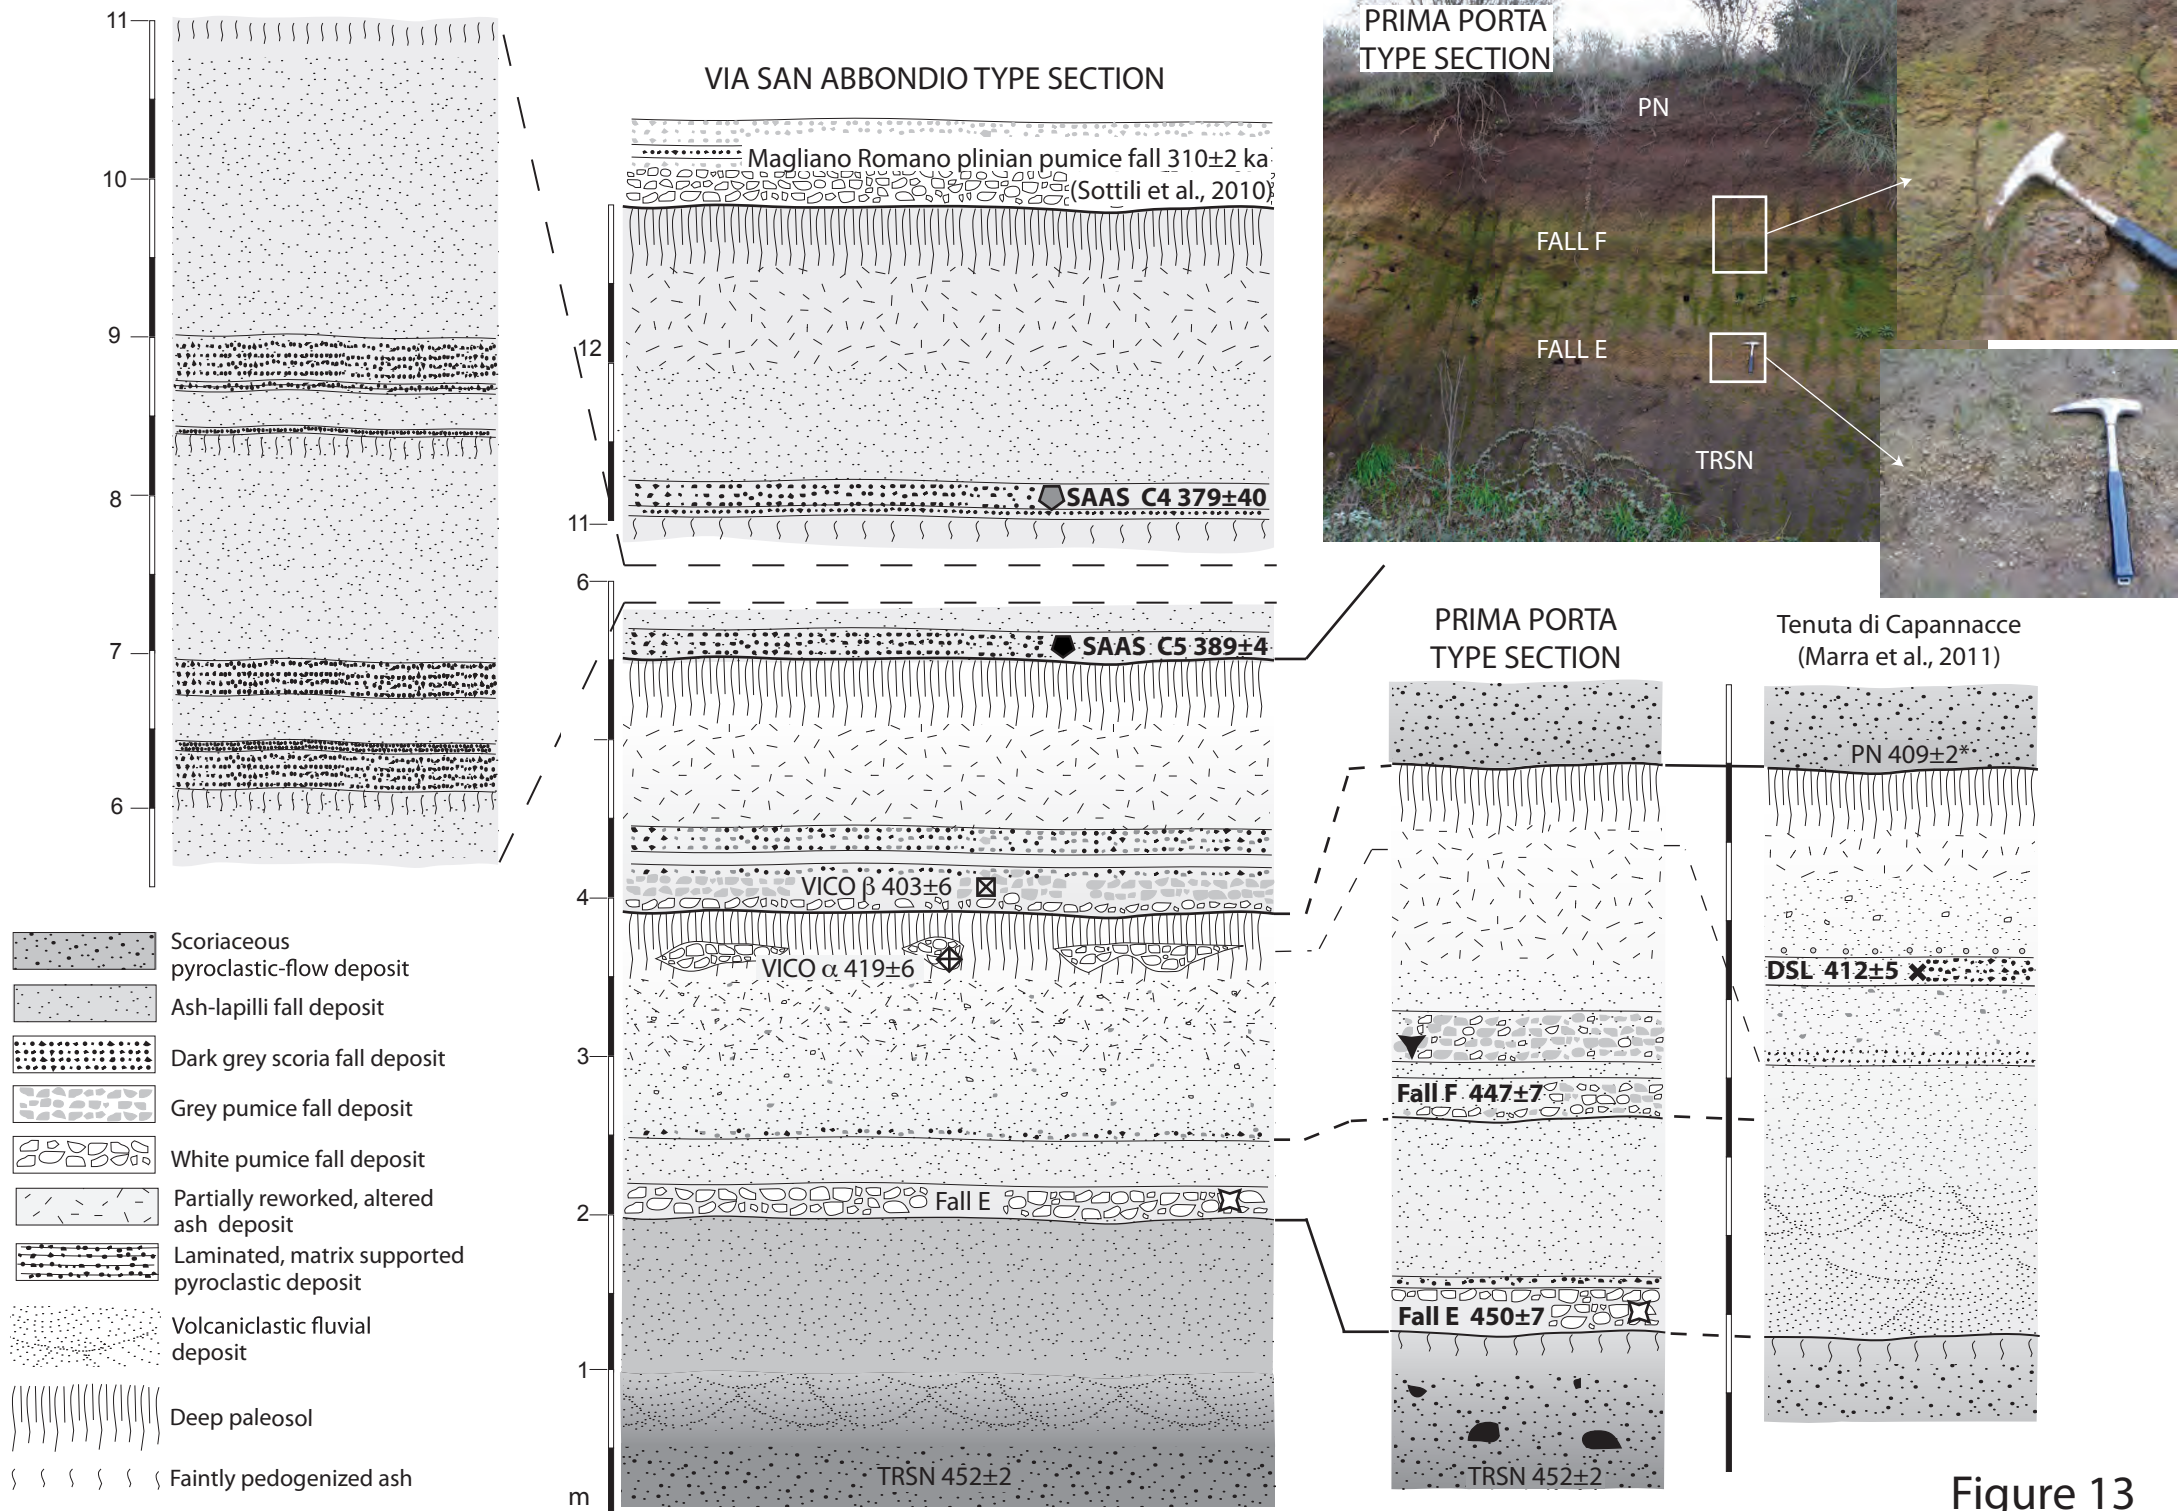 11
10
9
8
7
6
VIA SAN ABBONDIO TYPE SECTION
Magliano Romano plinian pumice fall 310±2 ka
(Sottili et al., 2010)
12
SAAS C4 379±40
11
6
SAAS C5 389±4
VICO β 403±6
4
VICO α 419±6
3
Fall E
2
1
TRSN 452±2
m
PRIMA PORTA
TYPE SECTION
PN
FALL F
FALL E
TRSN
PRIMA PORTA
TYPE SECTION
Fall F 447±7
Fall E 450±7
TRSN 452±2
Tenuta di Capannacce
(Marra et al., 2011)
PN 409±2*
DSL 412±5
Scoriaceous
pyroclastic-flow deposit
Ash-lapilli fall deposit
Dark grey scoria fall deposit
Grey pumice fall deposit
White pumice fall deposit
Partially reworked, altered
ash deposit
Laminated, matrix supported
pyroclastic deposit
Volcaniclastic fluvial
deposit
Deep paleosol
Faintly pedogenized ash
Figure 13